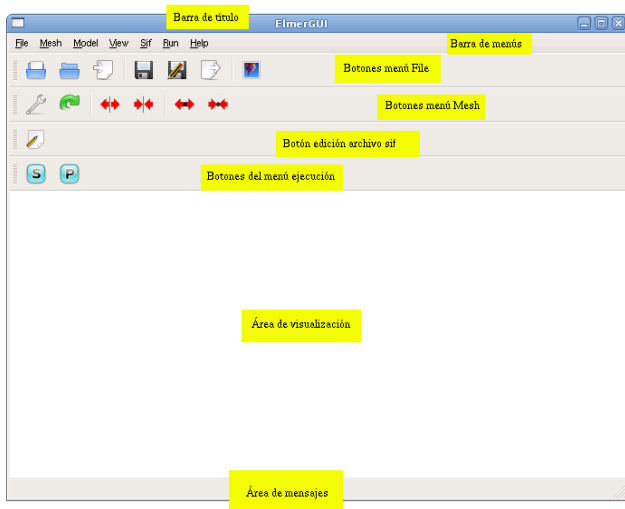 Barra de título
ElmerGUI
File Mesh Model View Sif Run Help
Barra de menús
Botones menú File
Botones menú Mesh
Botón edición archivo sif
S P
Botones del menú ejecución
Área de visualización
Área de mensajes